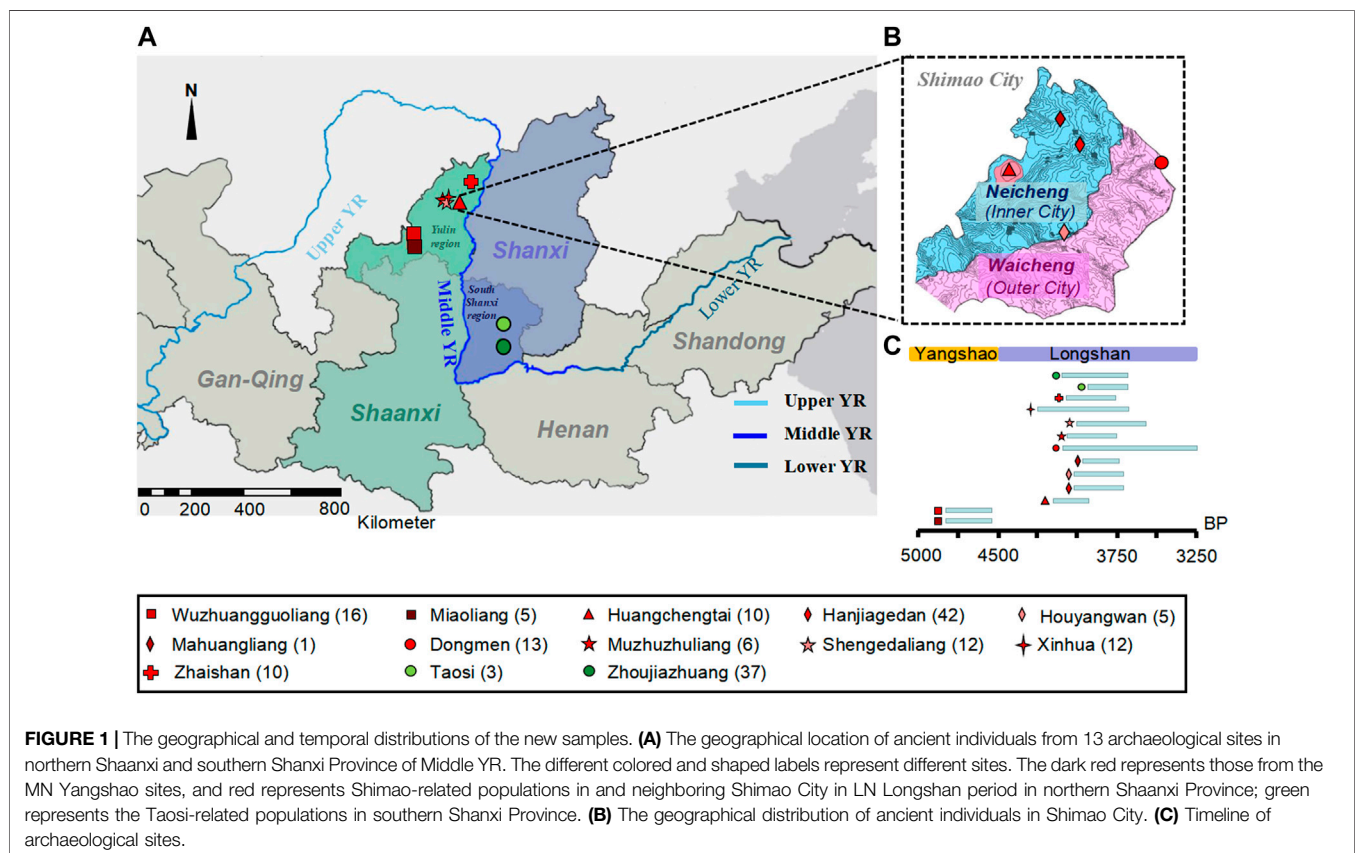 A
N
Upper YR
Yulin
region
Shanxi
South
Shanxi
region
Middle YR
Lower YR
Shandong
Gan-Qing
Shaanxi
Henan
Upper YR
Middle YR
Lower YR
0 200 400 800
Kilometer
B
Shimao City
Neicheng
(Inner City)
Waicheng
(Outer City)
C
Yangshao Longshan
BP
5000 4500 3750 3250
Wuzhuangguoliang (16) Miaoliang (5) Huangchengtai (10) Hanjiagedan (42) Houyangwan (5)
Mahuangliang (1) Dongmen (13) Muzhuzhuliang (6) Shengedaliang (12) Xinhua (12)
Zhaishan (10) Taosi (3) Zhoujiazhuang (37)
FIGURE 1 | The geographical and temporal distributions of the new samples. (A) The geographical location of ancient individuals from 13 archaeological sites in
northern Shaanxi and southern Shanxi Province of Middle YR. The different colored and shaped labels represent different sites. The dark red represents those from the
MN Yangshao sites, and red represents Shimao-related populations in and neighboring Shimao City in LN Longshan period in northern Shaanxi Province; green
represents the Taosi-related populations in southern Shanxi Province. (B) The geographical distribution of ancient individuals in Shimao City. (C) Timeline of
archaeological sites.